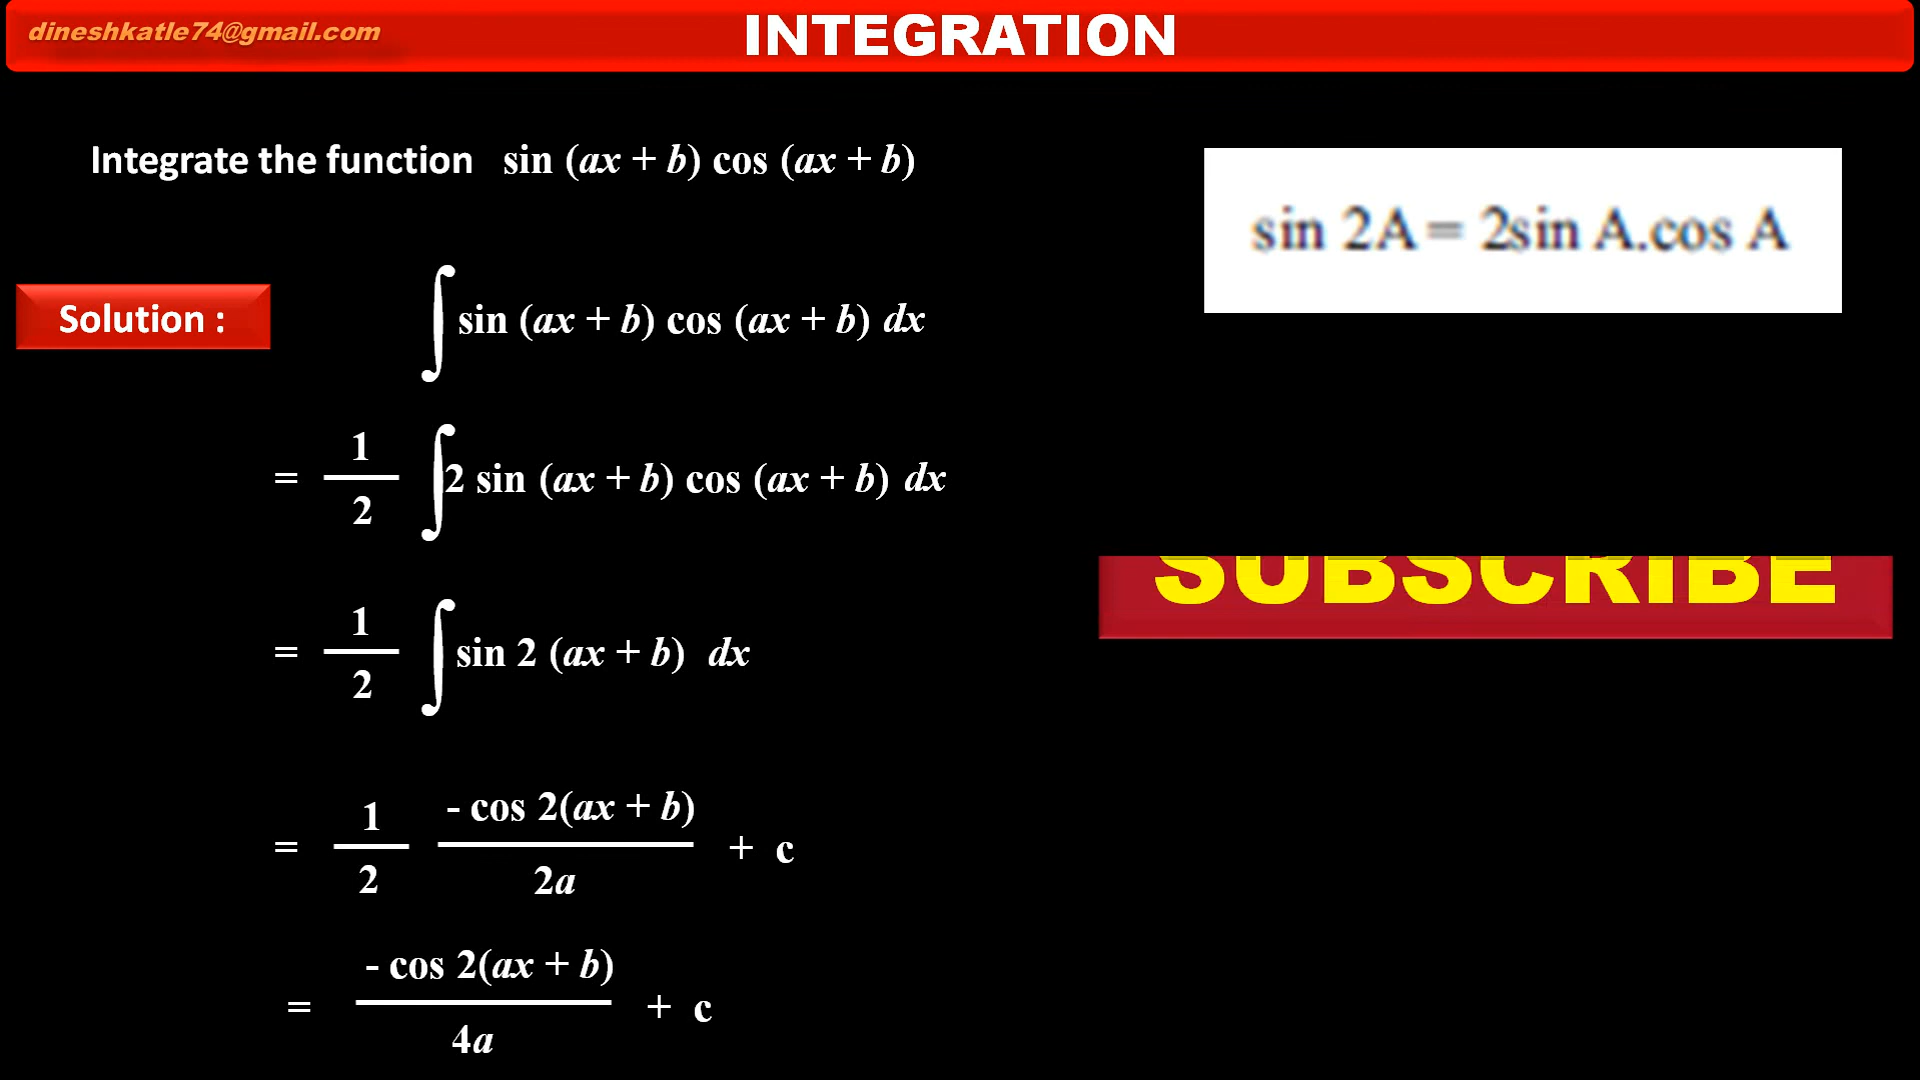 dineshkatle74@gmail.com
INTEGRATION
Integrate the function sin (ax + b) cos (ax + b)
sin 2A = 2sin A.cos A
Solution :
∫ sin (ax + b) cos (ax + b) dx
= 1/2 ∫ 2 sin (ax + b) cos (ax + b) dx
SUBSCRIBE
= 1/2 ∫ sin 2 (ax + b) dx
= 1/2 - cos 2(ax + b)/2a + c
= - cos 2(ax + b)/4a + c